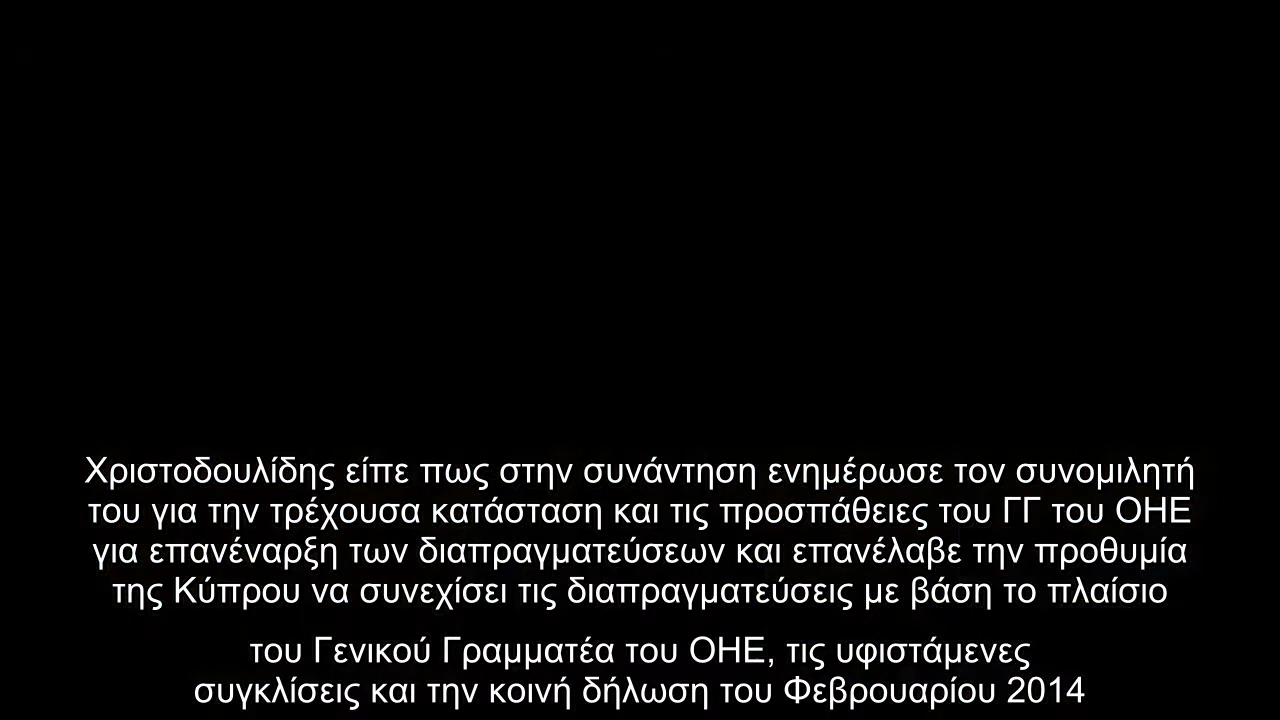 Χριστοδουλίδης είπε πως στην συνάντηση ενημέρωσε τον συνομιλητή
του για την τρέχουσα κατάσταση και τις προσπάθειες του ΓΓ του ΟΗΕ
για επανέναρξη των διαπραγματεύσεων και επανέλαβε την προθυμία
της Κύπρου να συνεχίσει τις διαπραγματεύσεις με βάση το πλαίσιο
του Γενικού Γραμματέα του ΟΗΕ, τις υφιστάμενες
συγκλίσεις και την κοινή δήλωση του Φεβρουαρίου 2014